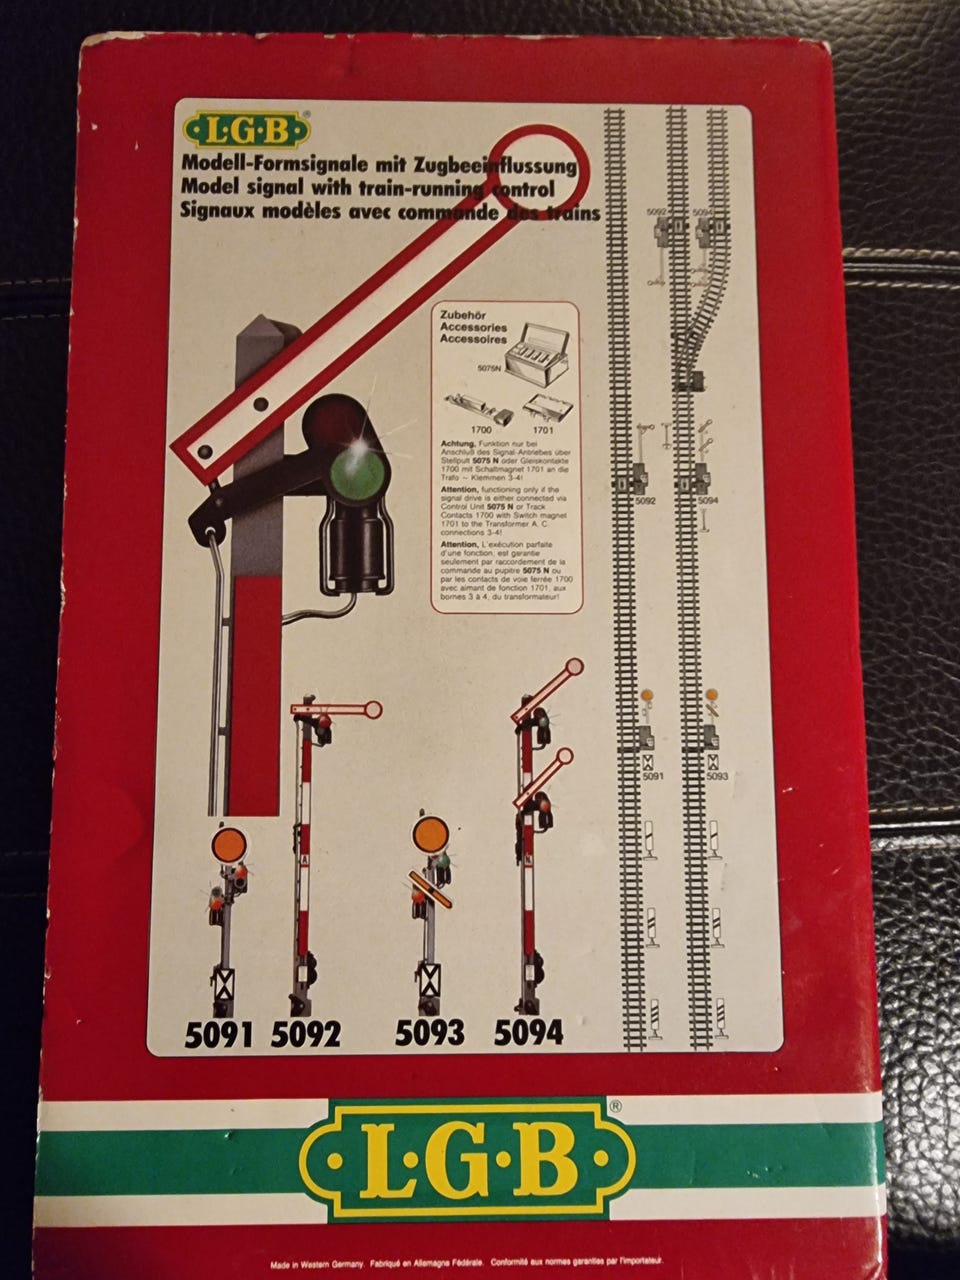 L·G·B®
Modell-Formsignale mit Zugbeeinflussung
Model signal with train-running control
Signaux modèles avec commande des trains
Zubehör
Accessories
Accessoires
5075N
1700 1701
Achtung, Funktion nur bei
Anschluß des Signal-Antriebes über
Stellpult 5075 N oder Gleiskontakte
1700 mit Schaltmagnet 1701 an die
Trafo – Klemmen 3-4!
Attention, functioning only if the
signal drive is either connected via
Control Unit 5075 N or Track
Contacts 1700 with Switch magnet
1701 to the Transformer A. C.
connections 3-4!
Attention, L'exécution parfaite
d'une fonction, est garantie
seulement par raccordement de la
commande au pupitre 5075 N ou
par les contacts de voie ferrée 1700
avec aimant de fonction 1701, aux
bornes 3 à 4, du transformateur!
5092 5094
5092 5094
5091 5093
A
5091 5092 5093 5094
L·G·B®
Made in Western Germany. Fabriqué en Allemagne Fédérale. Conformité aux normes garanties par l'importateur.